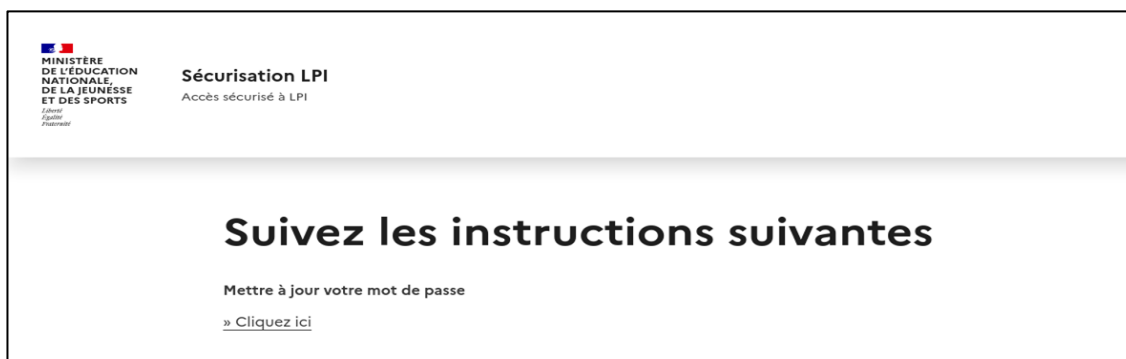 MINISTÈRE
DE L'ÉDUCATION
NATIONALE,
DE LA JEUNESSE
ET DES SPORTS
Liberté
Égalité
Fraternité
Sécurisation LPI
Accès sécurisé à LPI
Suivez les instructions suivantes
Mettre à jour votre mot de passe
» Cliquez ici